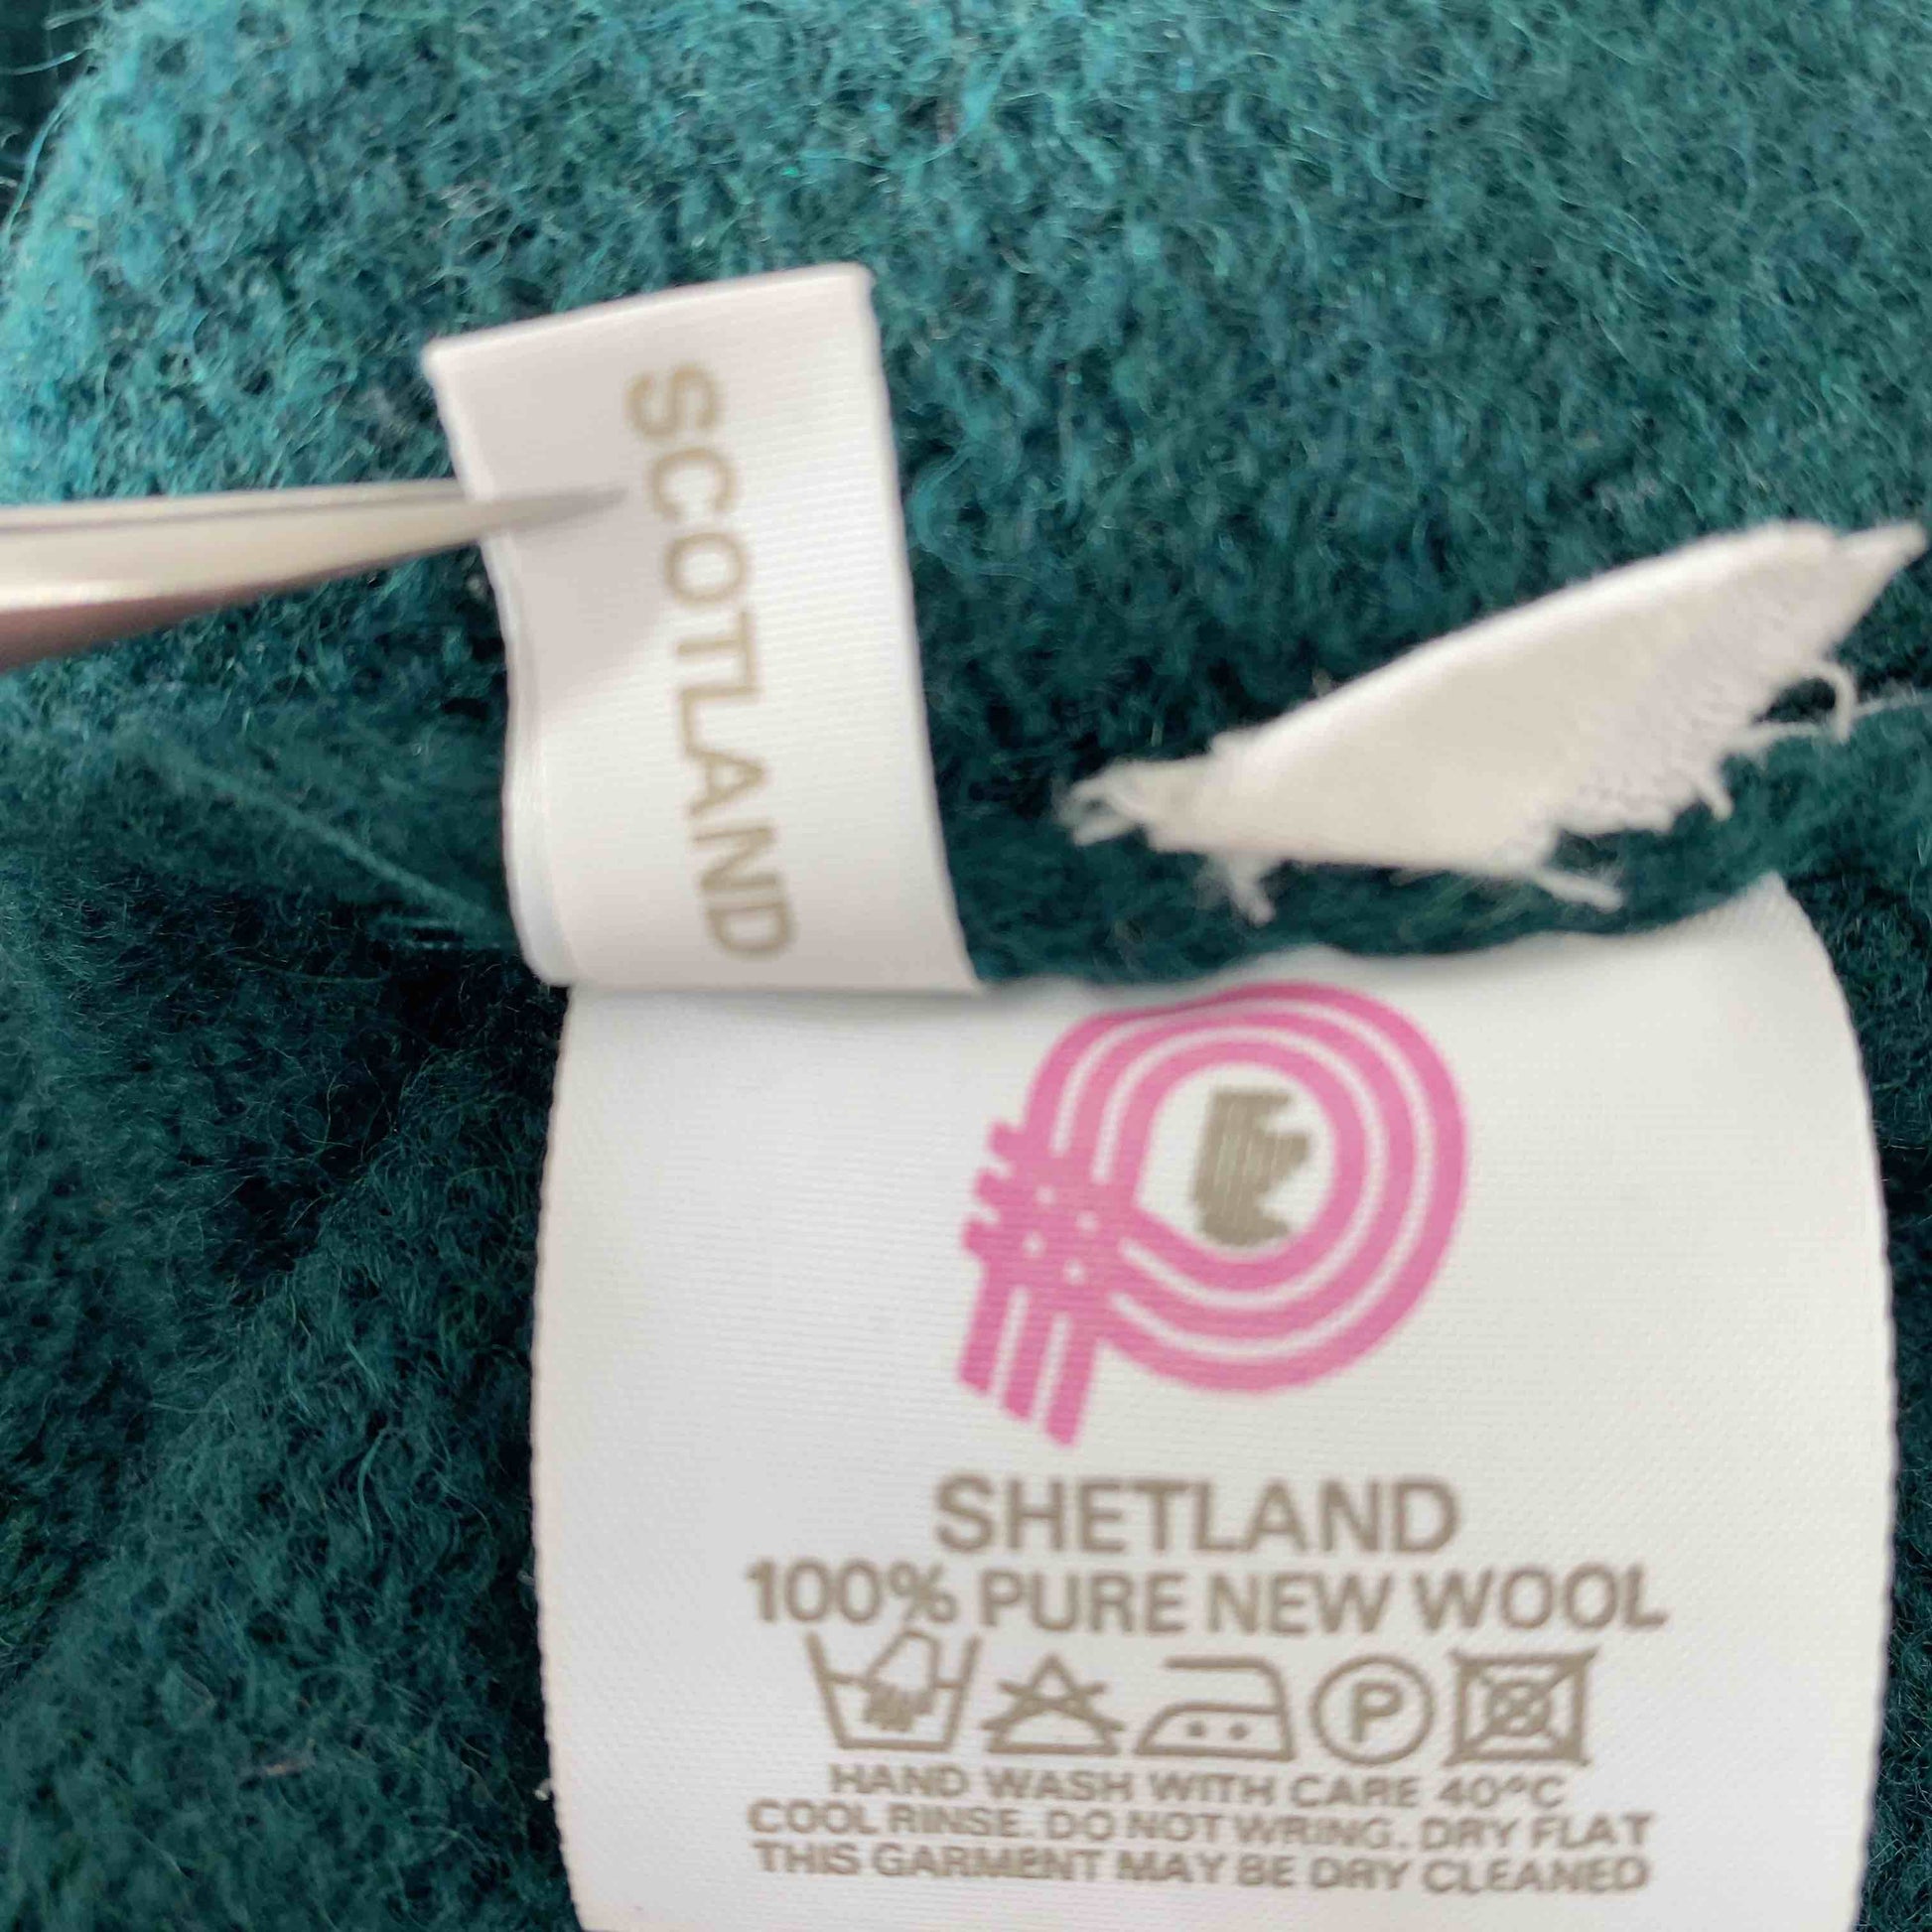 SCOTLAND
SHETLAND
100% PURE NEW WOOL
P
HAND WASH WITH CARE 40°C
COOL RINSE. DO NOT WRING. DRY FLAT
THIS GARMENT MAY BE DRY CLEANED